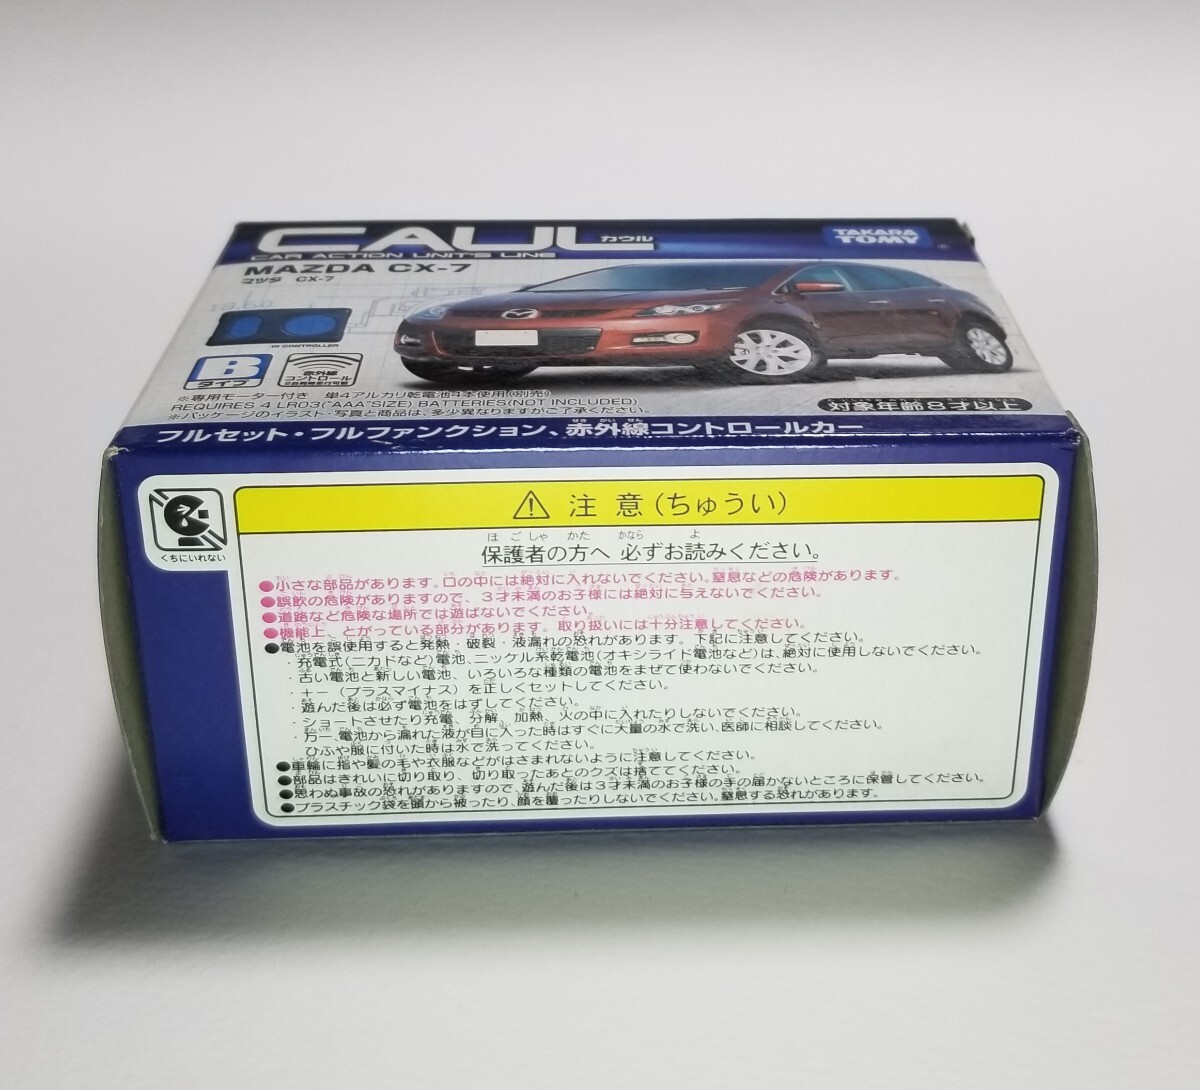 CAUL カウル
CAR ACTION UNITS LINE
TAKARA TOMY
MAZDA CX-7
マツダ CX-7
IR CONTROLLER
B タイプ
赤外線
コントロール
※専用モーター付き 単4アルカリ乾電池4本使用(別売)
REQUIRES 4 LR03("AAA"SIZE) BATTERIES(NOT INCLUDED)
※パッケージのイラスト・写真と商品は、多少異なりますがご了承ください。
対象年齢8才以上
フルセット・フルファンクション、赤外線コントロールカー
くちにいれない
注意(ちゅうい)
保護者の方へ 必ずお読みください。
●小さな部品があります。口の中には絶対に入れないでください。窒息などの危険があります。
●誤飲の危険がありますので、3才未満のお子様には絶対に与えないでください。
●道路など危険な場所では遊ばないでください。
●機能上、とがっている部分があります。取り扱いには十分注意してください。
●電池を誤使用すると発熱・破裂・液漏れの恐れがあります。下記に注意してください。
・充電式(ニカドなど)電池、ニッケル系乾電池(オキシライド電池など)は、絶対に使用しないでください。
・古い電池と新しい電池、いろいろな種類の電池をまぜて使わないでください。
・+-(プラスマイナス)を正しくセットしてください。
・遊んだ後は必ず電池をはずしてください。
・ショートさせたり充電、分解、加熱、火の中に入れたりしないでください。
・万一、電池から漏れた液が目に入った時はすぐに大量の水で洗い、医師に相談してください。
ひふや服に付いた時は水で洗ってください。
●車輪に指や髪の毛や衣服などがはさまれないように注意してください。
●部品はきれいに切り取り、切り取ったあとのクズは捨ててください。
●思わぬ事故の恐れがありますので、遊んだ後は3才未満のお子様の手の届かないところに保管してください。
●プラスチック袋を頭から被ったり、顔を覆ったりしないでください。窒息する恐れがあります。